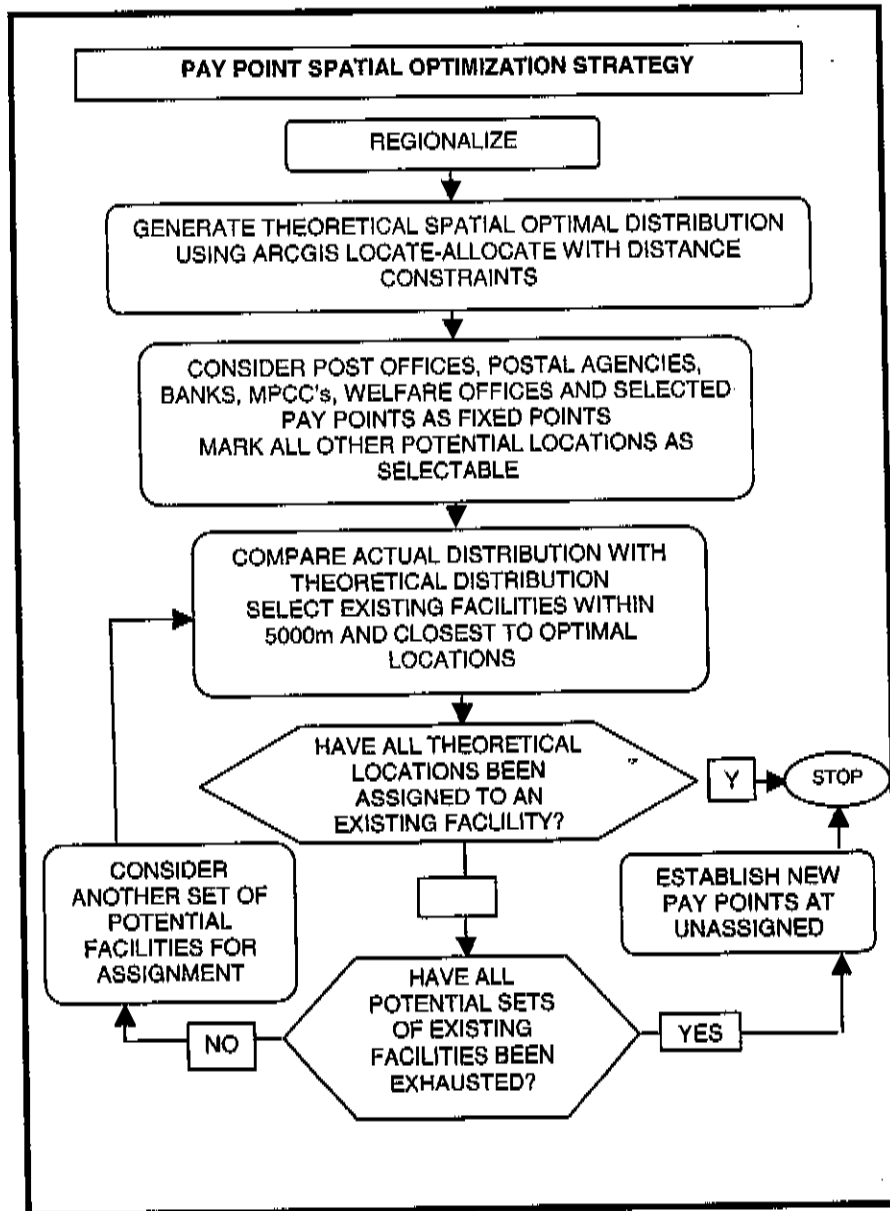 PAY POINT SPATIAL OPTIMIZATION STRATEGY
REGIONALIZE
GENERATE THEORETICAL SPATIAL OPTIMAL DISTRIBUTION
USING ARCGIS LOCATE-ALLOCATE WITH DISTANCE
CONSTRAINTS
CONSIDER POST OFFICES, POSTAL AGENCIES,
BANKS, MPCC's, WELFARE OFFICES AND SELECTED
PAY POINTS AS FIXED POINTS
MARK ALL OTHER POTENTIAL LOCATIONS AS
SELECTABLE
COMPARE ACTUAL DISTRIBUTION WITH
THEORETICAL DISTRIBUTION
SELECT EXISTING FACILITIES WITHIN
5000m AND CLOSEST TO OPTIMAL
LOCATIONS
HAVE ALL THEORETICAL
LOCATIONS BEEN
ASSIGNED TO AN
EXISTING FACILILITY?
Y
STOP
CONSIDER
ANOTHER SET OF
POTENTIAL
FACILITIES FOR
ASSIGNMENT
ESTABLISH NEW
PAY POINTS AT
UNASSIGNED
HAVE ALL
POTENTIAL SETS
OF EXISTING
FACILITIES BEEN
EXHAUSTED?
NO
YES